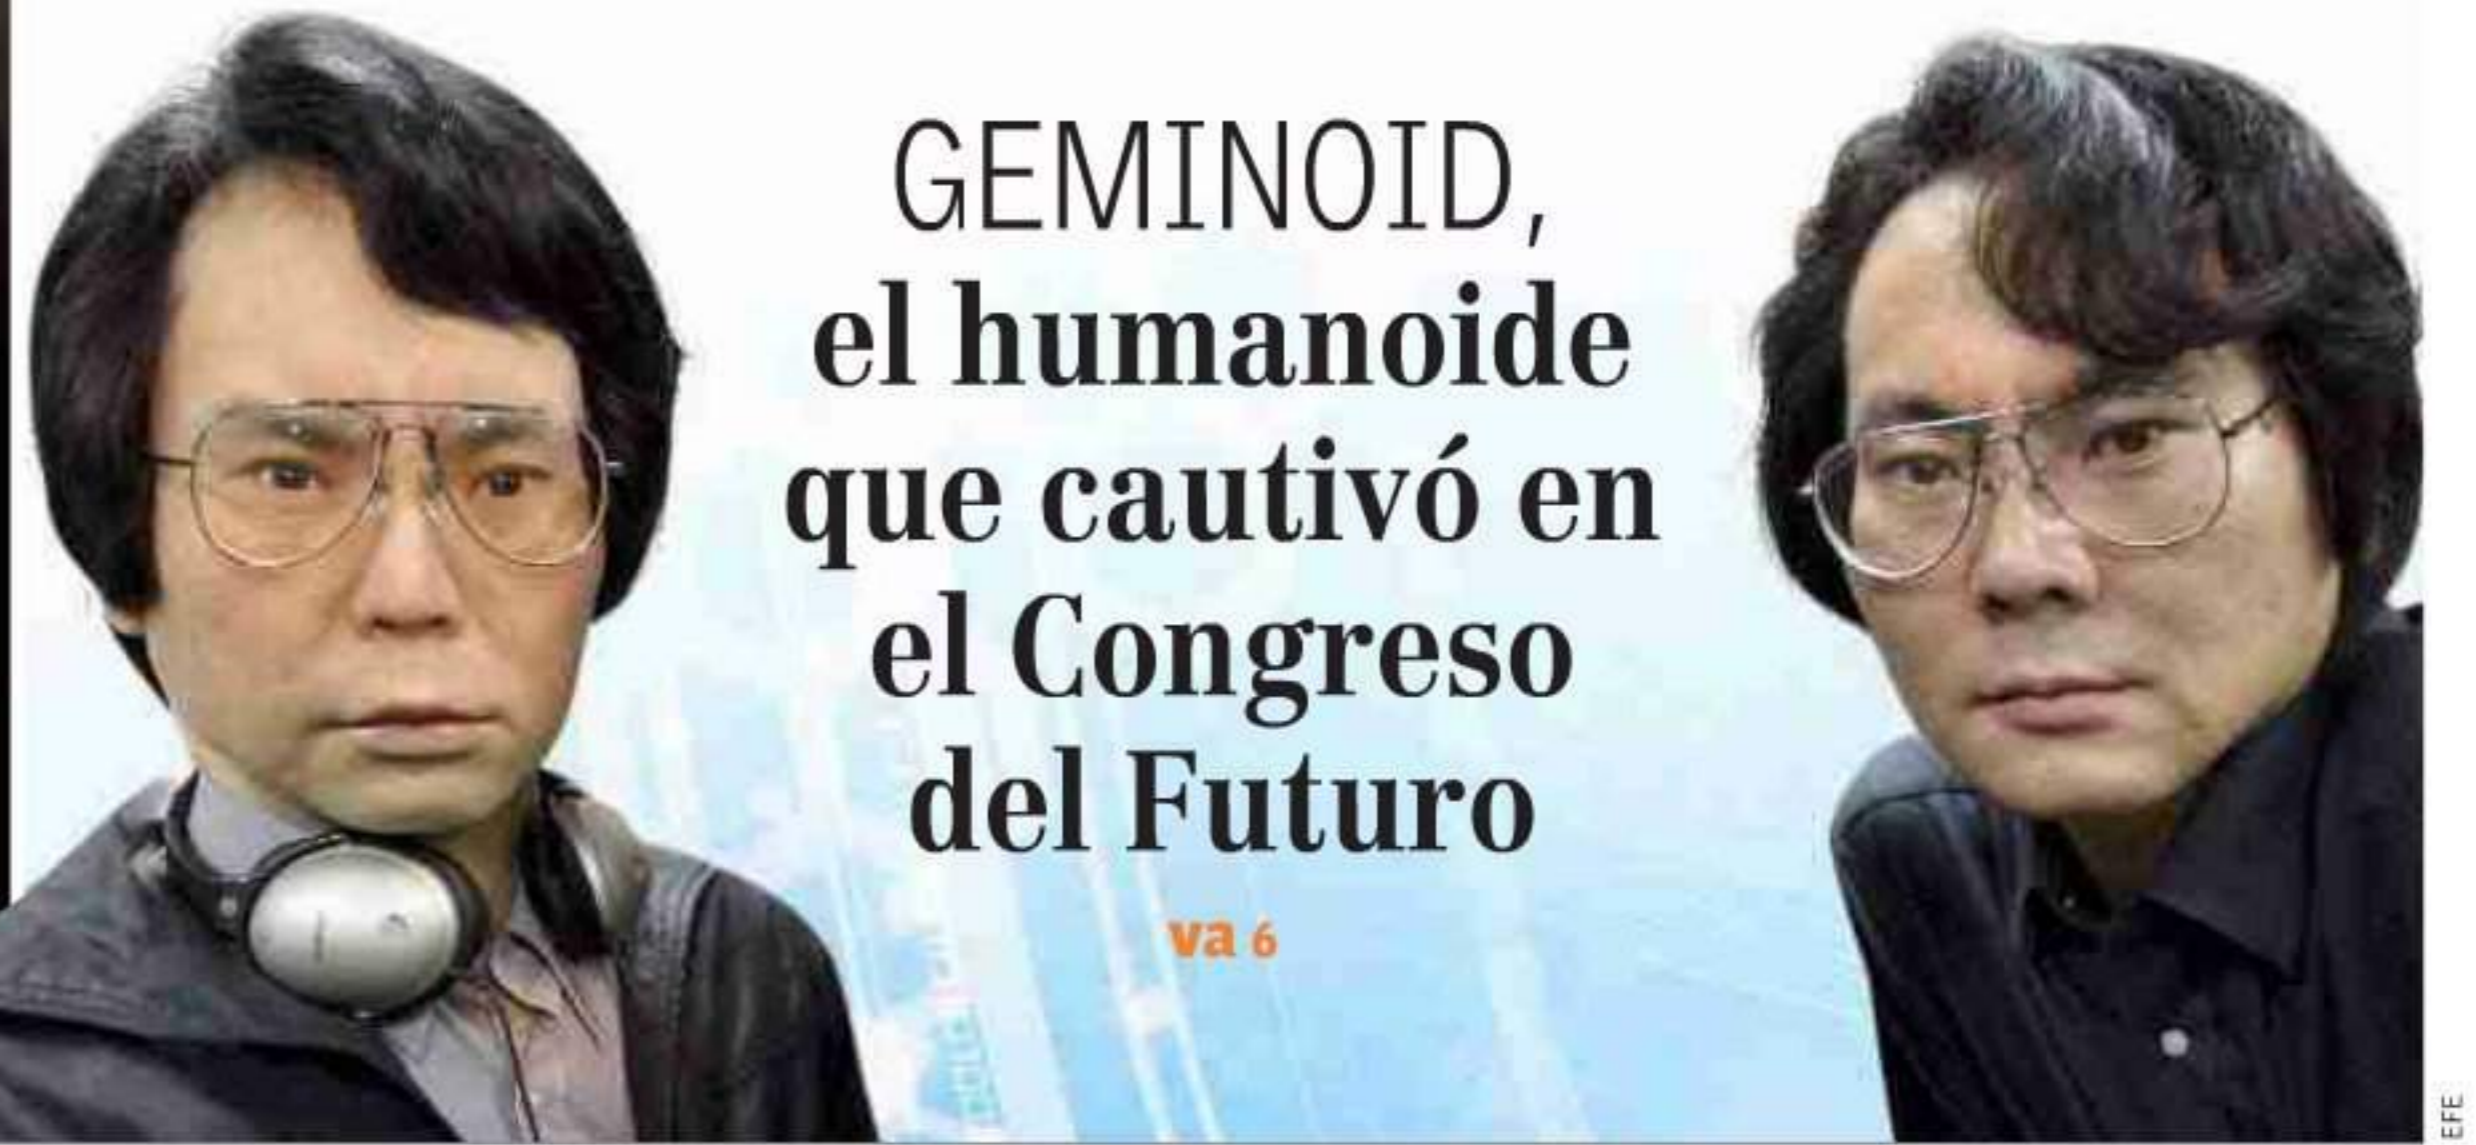 GEMINOID,
el humanoide
que cautivó en
el Congreso
del Futuro
va 6
EFE